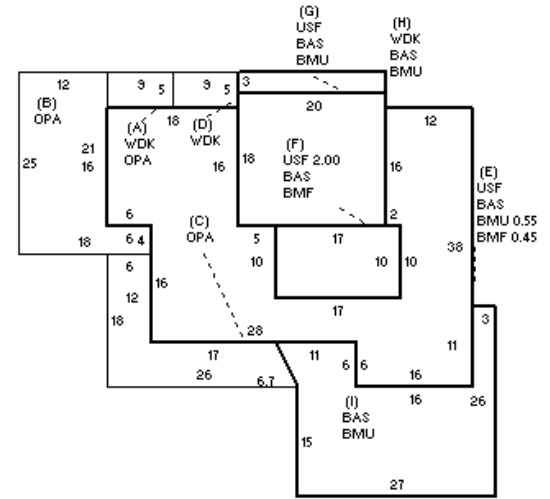 (G)
USF
BAS
BMU
(H)
WDK
BAS
BMU
12
9
5
9
5
3
(B)
OPA
20
12
(A)
WDK
OPA
18
(D)
WDK
21
16
25
16
18
(F)
USF 2.00
BAS
BMF
16
(E)
USF
BAS
BMU 0.55
BMF 0.45
6
2
(C)
OPA
18
6
4
5
17
38
6
10
10
10
16
12
17
18
3
28
17
11
6
6
11
16
26
6.7
16
26
(I)
BAS
BMU
15
27